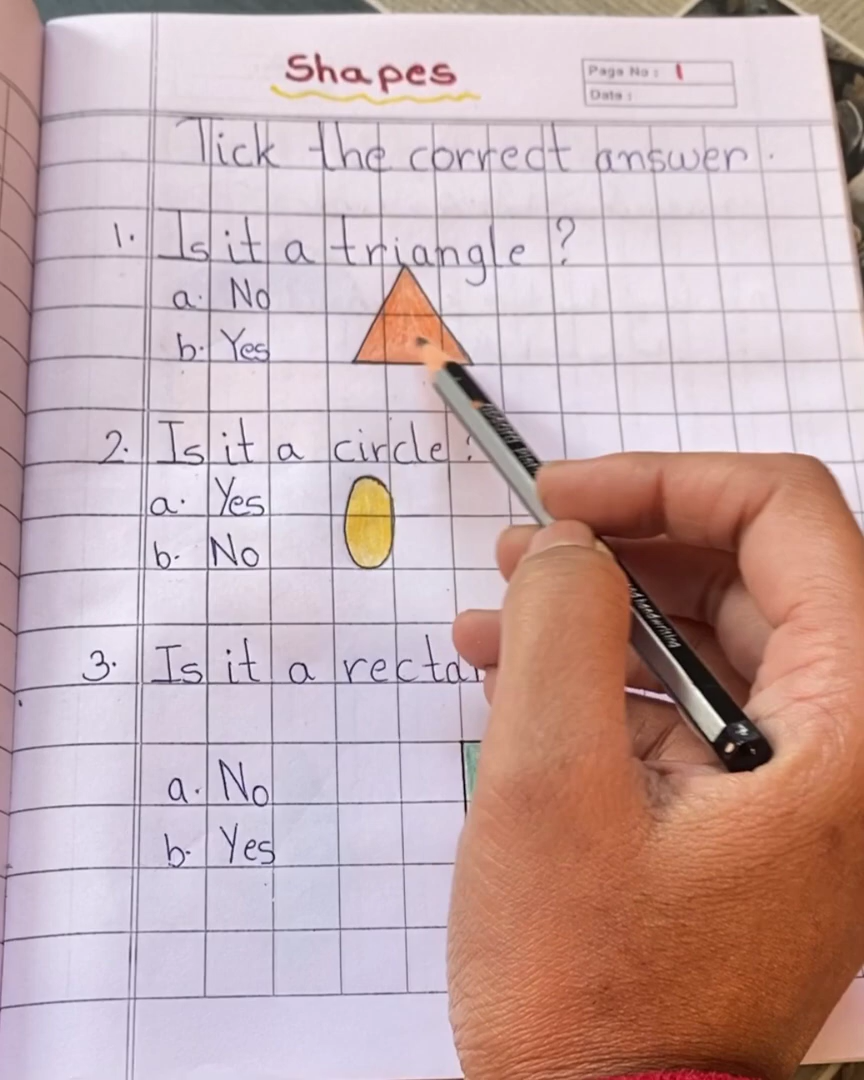 Shapes
Page No : 1
Date :
Tick the correct answer.
1. Is it a triangle ?
a. No
b. Yes
2. Is it a circle ?
a. Yes
b. No
3. Is it a
a. No
b. Yes